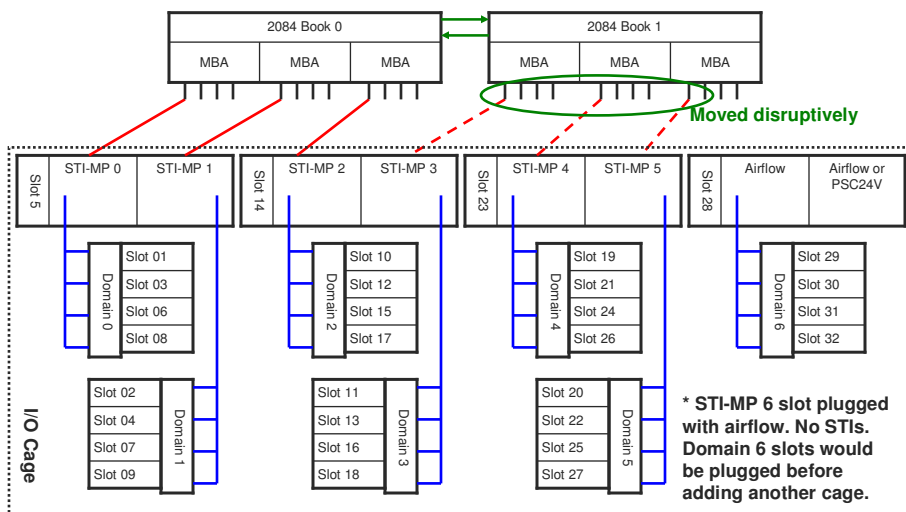 2084 Book 0
2084 Book 1
MBA
MBA
MBA
MBA
MBA
MBA
Moved disruptively
Slot 5
STI-MP 0
STI-MP 1
Slot 14
STI-MP 2
STI-MP 3
Slot 23
STI-MP 4
STI-MP 5
Slot 28
Airflow
Airflow or
PSC24V
Domain 0
Slot 01
Slot 03
Slot 06
Slot 08
Domain 2
Slot 10
Slot 12
Slot 15
Slot 17
Domain 4
Slot 19
Slot 21
Slot 24
Slot 26
Domain 6
Slot 29
Slot 30
Slot 31
Slot 32
I/O Cage
Slot 02
Slot 04
Slot 07
Slot 09
Domain 1
Slot 11
Slot 13
Slot 16
Slot 18
Domain 3
Slot 20
Slot 22
Slot 25
Slot 27
Domain 5
* STI-MP 6 slot plugged
with airflow. No STIs.
Domain 6 slots would
be plugged before
adding another cage.